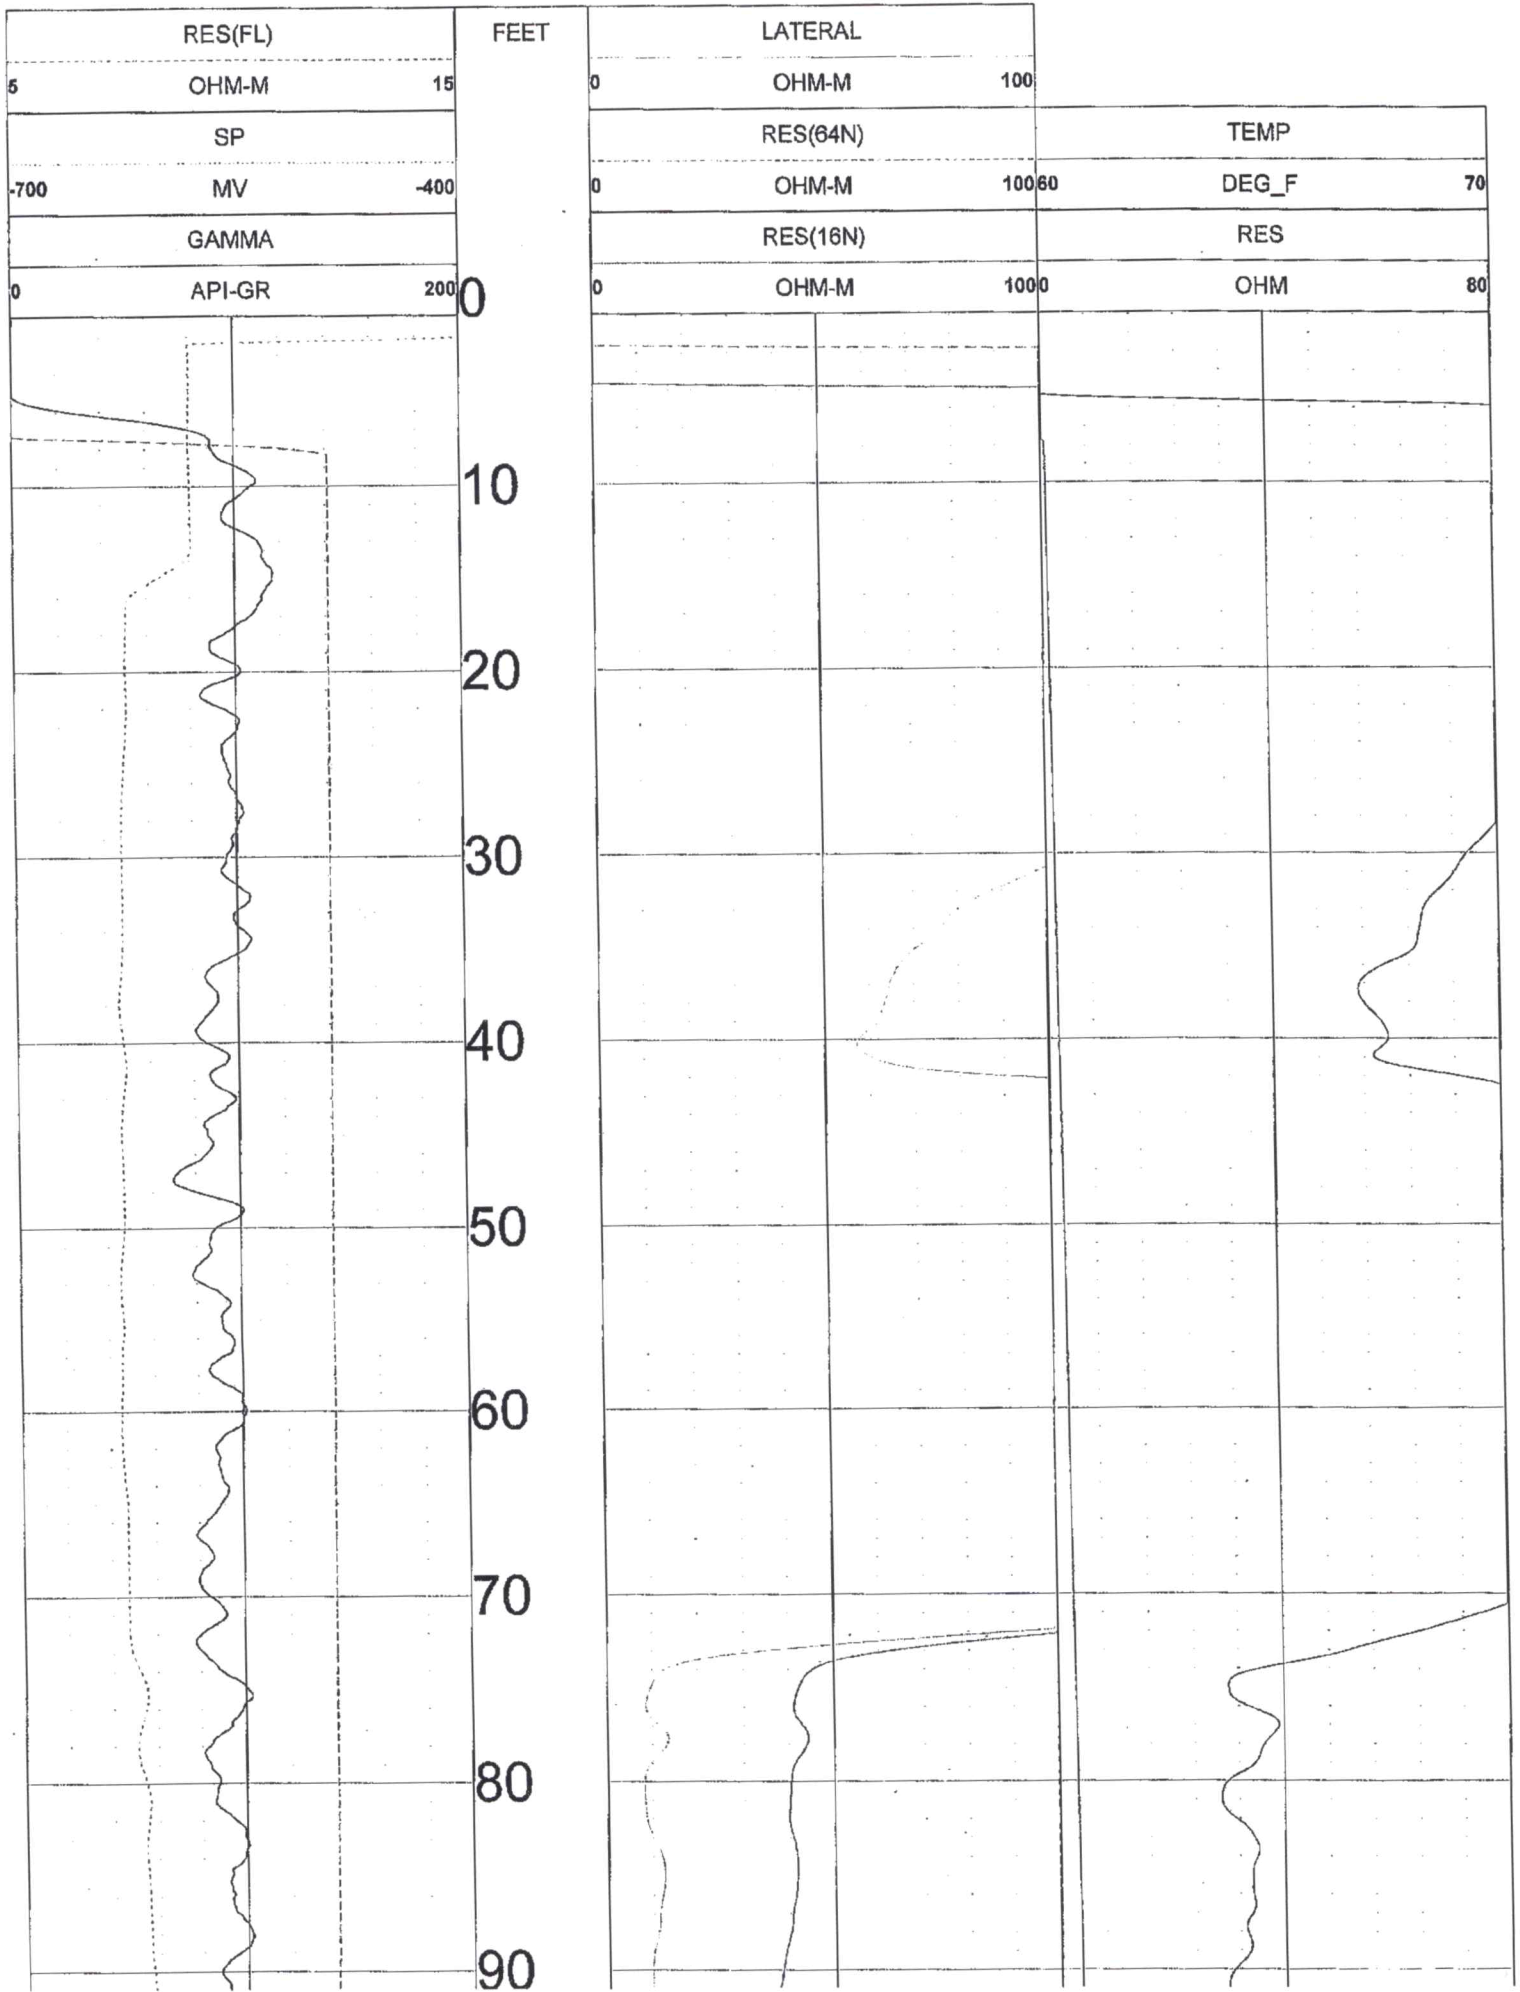 RES(FL) FEET LATERAL
5 OHM-M 15 0 OHM-M 100
SP RES(64N) TEMP
-700 MV -400 0 OHM-M 100 60 DEG_F 70
GAMMA RES(16N) RES
0 API-GR 200 0 OHM-M 100 0 OHM 80
0
10
20
30
40
50
60
70
80
90